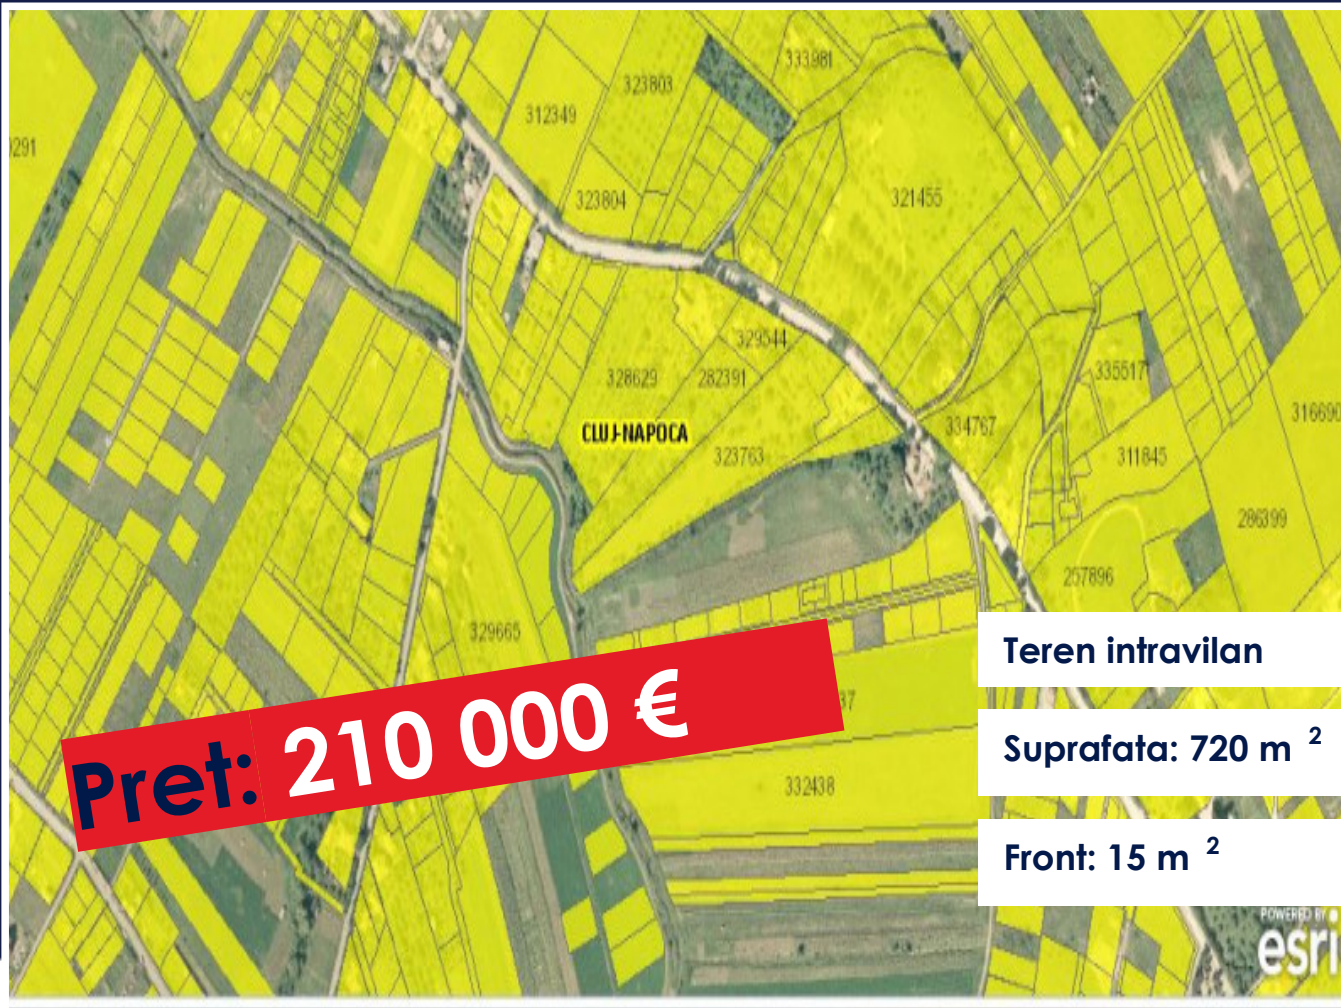 333981
323803
312349
291
323804
321455
329544
335517
328629
282391
316690
CLUJ-NAPOCA
334767
323763
311845
286399
257896
329665
Teren intravilan
37
Pret: 210 000 €
Suprafata: 720 m ²
332438
Front: 15 m ²
POWERED BY
esri